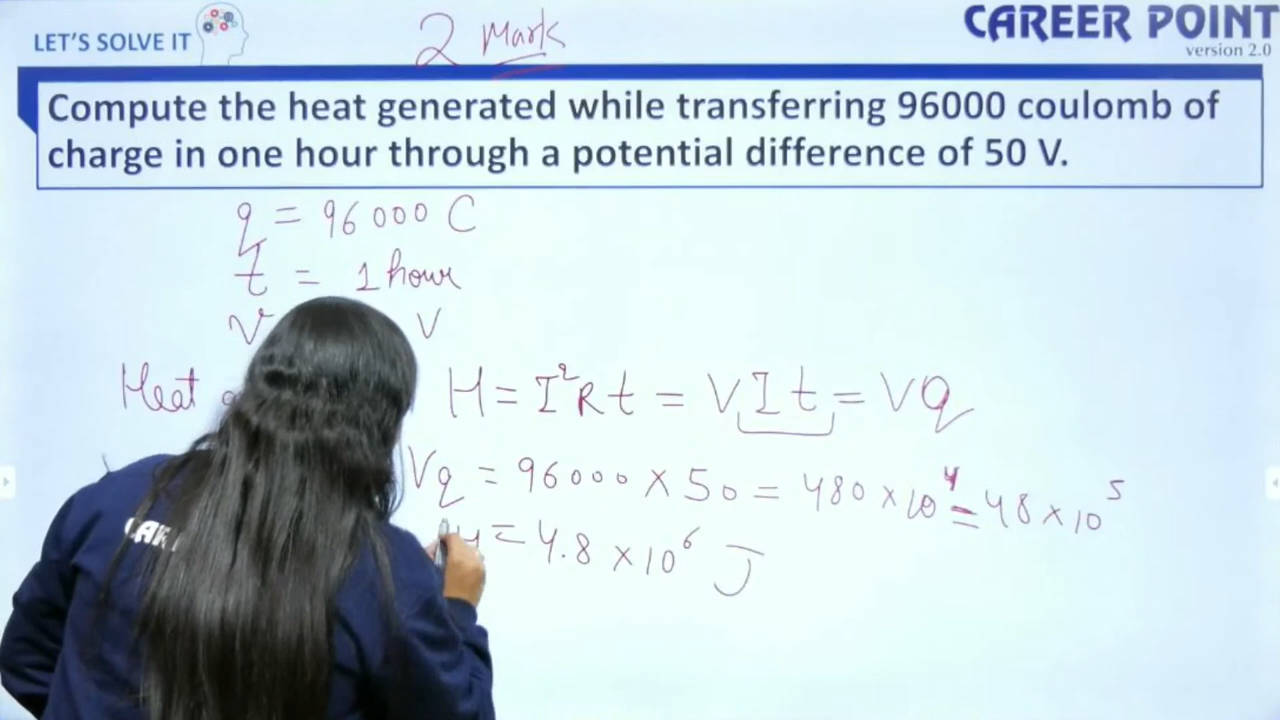 LET'S SOLVE IT
2 Mark
CAREER POINT
version 2.0
Compute the heat generated while transferring 96000 coulomb of
charge in one hour through a potential difference of 50 V.
q = 96000 C
t = 1 hour
V V
Heat H = I²Rt = VIt = Vq
Vq = 96000 × 50 = 480 × 10⁴ = 48 × 10⁵
= 4.8 × 10⁶ J